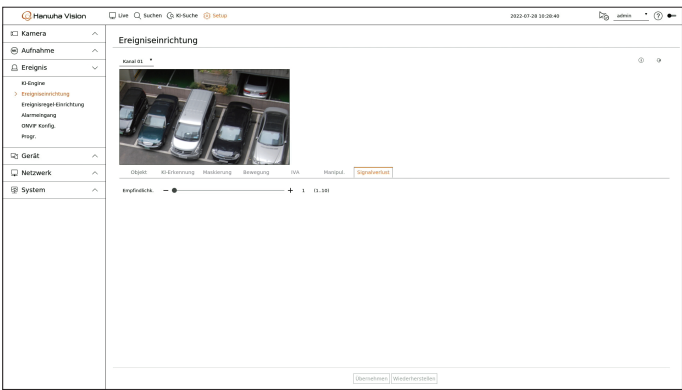 Hanwha Vision
Live Suchen KI-Suche Setup
2022-07-28 10:28:40
admin
Kamera
Aufnahme
Ereignis
KI-Engine
Ereigniseinrichtung
Ereignisregel-Einrichtung
Alarmeingang
ONVIF Konfig.
Progr.
Gerät
Netzwerk
System
Ereigniseinrichtung
Kanal 01
Objekt KI-Erkennung Maskierung Bewegung IVA Manipul. Signalverlust
Empfindlichk. 1 (1..10)
Übernehmen Wiederherstellen